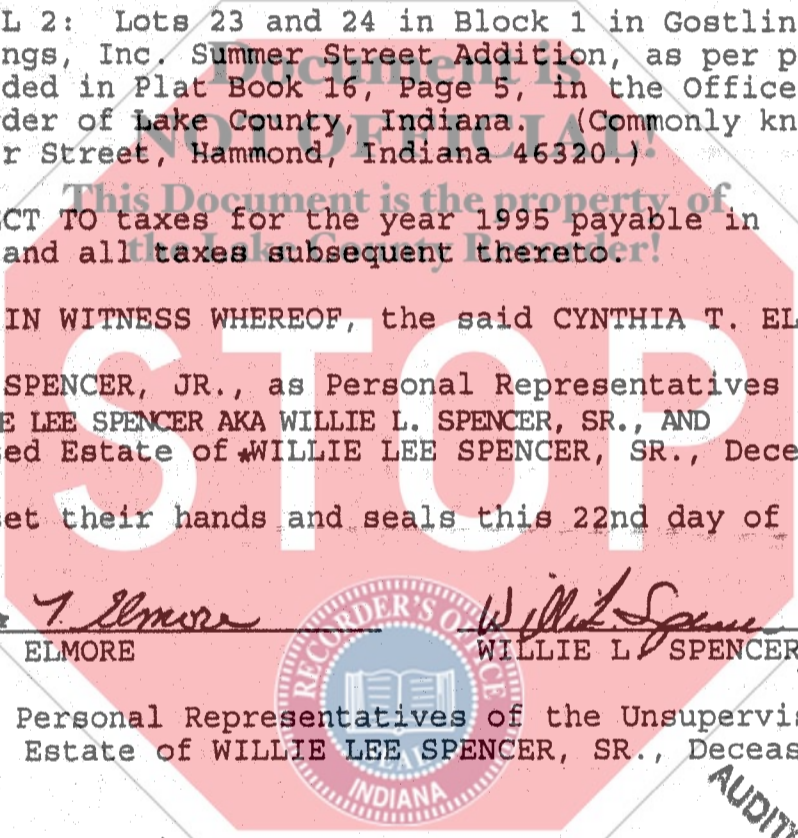 L 2: Lots 23 and 24 in Block 1 in Gostlin
ngs, Inc. Summer Street Addition, as per p
ded in Plat Book 16, Page 5, in the Office
der of Lake County, Indiana. (Commonly kn
r Street, Hammond, Indiana 46320.)
Document is
NOT OFFICIAL!
This Document is the property of
the Lake County Recorder!
CT TO taxes for the year 1995 payable in
and all taxes subsequent thereto.
IN WITNESS WHEREOF, the said CYNTHIA T. EL
SPENCER, JR., as Personal Representatives
E LEE SPENCER AKA WILLIE L. SPENCER, SR., AND
sed Estate of *WILLIE LEE SPENCER, SR., Dece
set their hands and seals this 22nd day of
STOP
T. Elmore
Willie L. Spence
ELMORE
WILLIE L. SPENCER
Personal Representatives of the Unsupervis
Estate of WILLIE LEE SPENCER, SR., Deceas
RECORDER'S OFFICE
SEAL
INDIANA
AUDIT